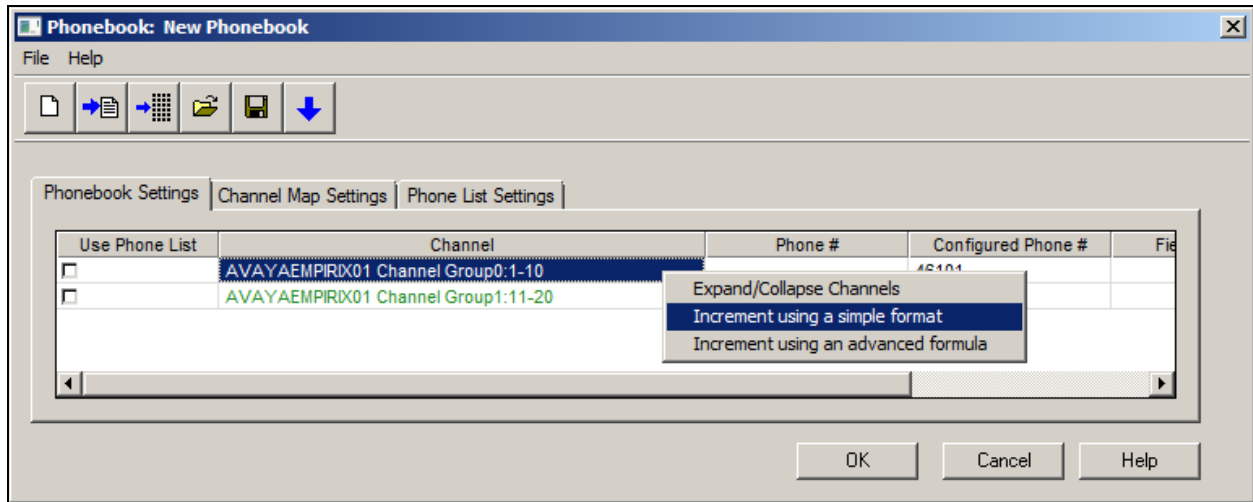 Phonebook: New Phonebook
File Help
Phonebook Settings Channel Map Settings Phone List Settings
Use Phone List Channel Phone # Configured Phone # Fie
AVAYAEMPIRIX01 Channel Group0:1-10 46101
AVAYAEMPIRIX01 Channel Group1:11-20
Expand/Collapse Channels
Increment using a simple format
Increment using an advanced formula
OK Cancel Help